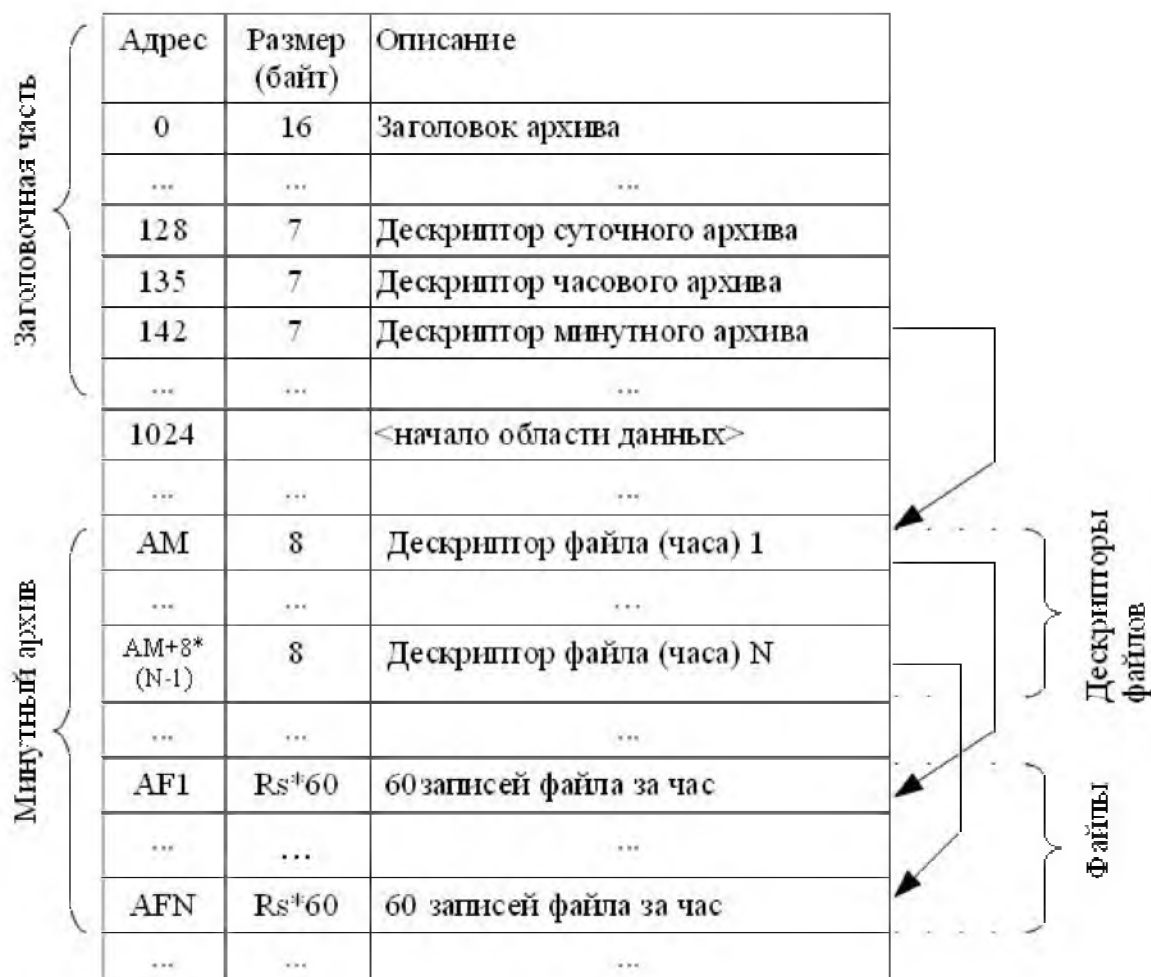 Заголовочная часть
Адрес Размер (байт) Описание
0 16 Заголовок архива
... ... ...
128 7 Дескриптор суточного архива
135 7 Дескриптор часового архива
142 7 Дескриптор минутного архива
... ... ...
1024 <начало области данных>
... ... ...
Минутный архив
AM 8 Дескриптор файла (часа) 1
... ... ...
AM+8* (N-1) 8 Дескриптор файла (часа) N
... ... ...
AF1 Rs*60 60записей файла за час
... ... ...
AFN Rs*60 60 записей файла за час
... ... ...
Дескрипторы
файлов
Файлы